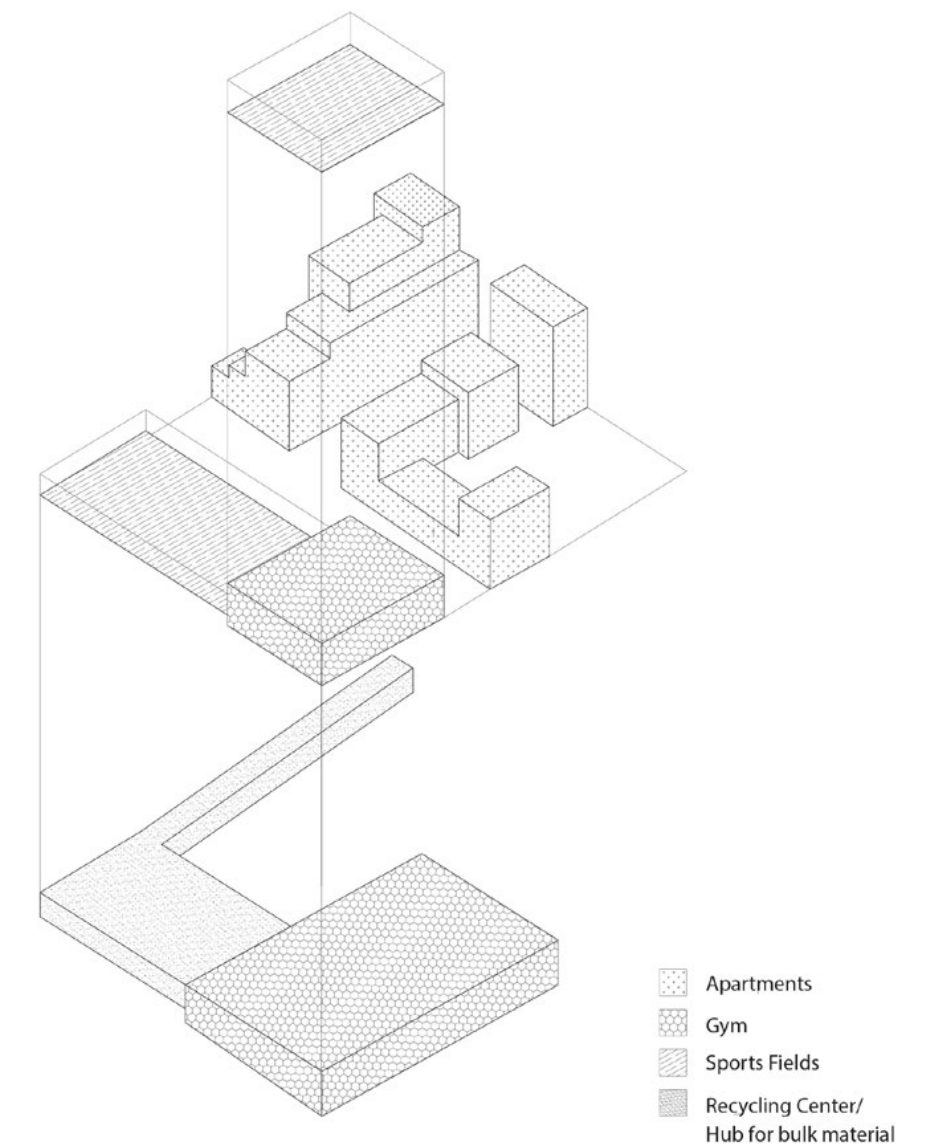 Apartments
Gym
Sports Fields
Recycling Center/
Hub for bulk material